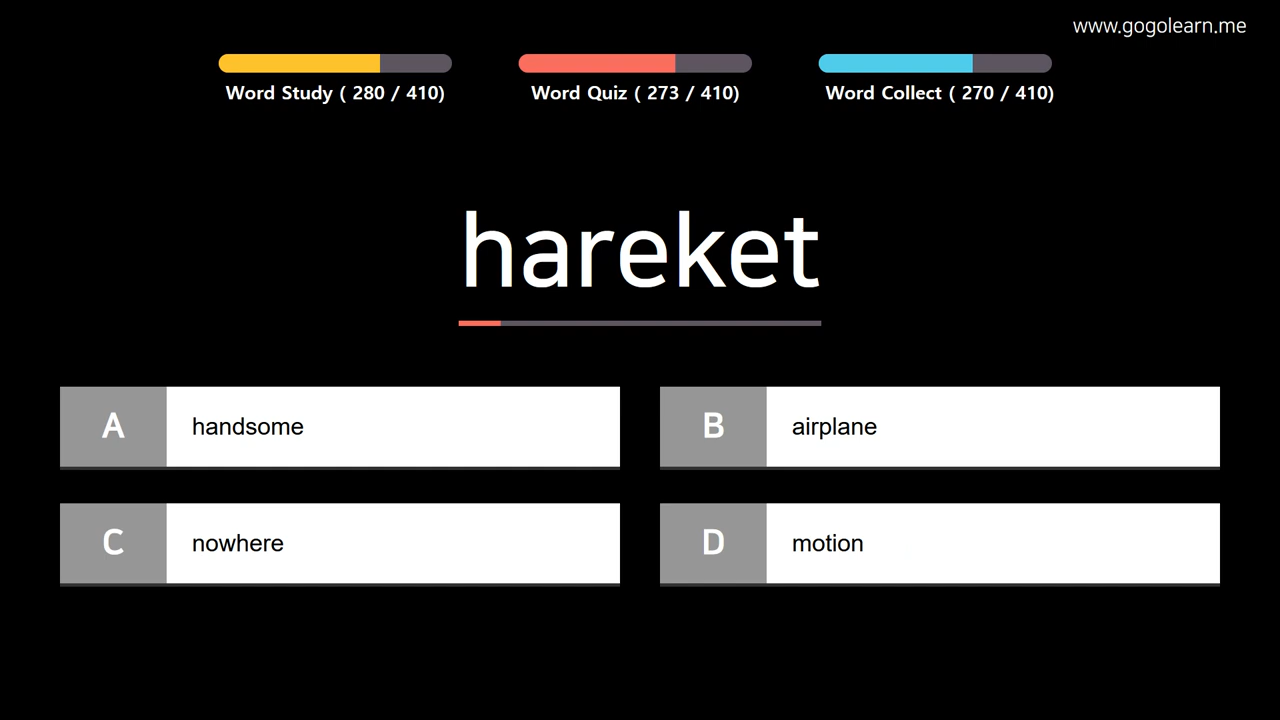 www.gogolearn.me
Word Study ( 280 / 410)
Word Quiz ( 273 / 410)
Word Collect ( 270 / 410)
hareket
A handsome
B airplane
C nowhere
D motion